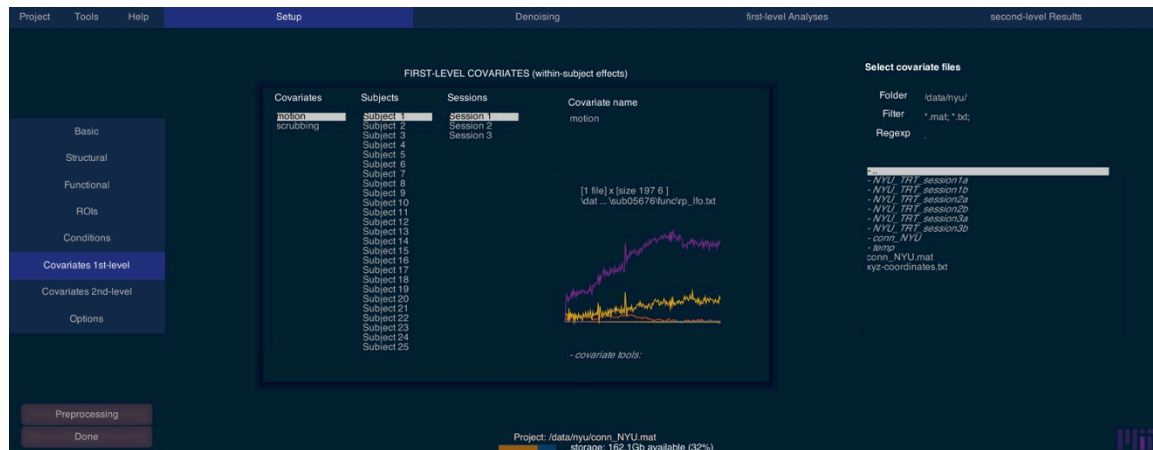 Project Tools Help Setup Denoising first-level Analyses second-level Results
FIRST-LEVEL COVARIATES (within-subject effects)
Basic
Structural
Functional
ROIs
Conditions
Covariates 1st-level
Covariates 2nd-level
Options
Preprocessing
Done
Covariates
motion
scrubbing
Subjects
Subject 1
Subject 2
Subject 3
Subject 4
Subject 5
Subject 6
Subject 7
Subject 8
Subject 9
Subject 10
Subject 11
Subject 12
Subject 13
Subject 14
Subject 15
Subject 16
Subject 17
Subject 18
Subject 19
Subject 20
Subject 21
Subject 22
Subject 23
Subject 24
Subject 25
Sessions
Session 1
Session 2
Session 3
Covariate name
motion
[1 file] x [size 197 6 ]
\dat ... \sub05676\func\rp_lfo.txt
- covariate tools:
Select covariate files
Folder /data/nyu/
Filter *.mat; *.txt;
Regexp .
- ..
- NYU_TRT_session1a
- NYU_TRT_session1b
- NYU_TRT_session2a
- NYU_TRT_session2b
- NYU_TRT_session3a
- NYU_TRT_session3b
- conn_NYU
- temp
conn_NYU.mat
xyz-coordinates.txt
Project: /data/nyu/conn_NYU.mat
storage: 162.1Gb available (32%)